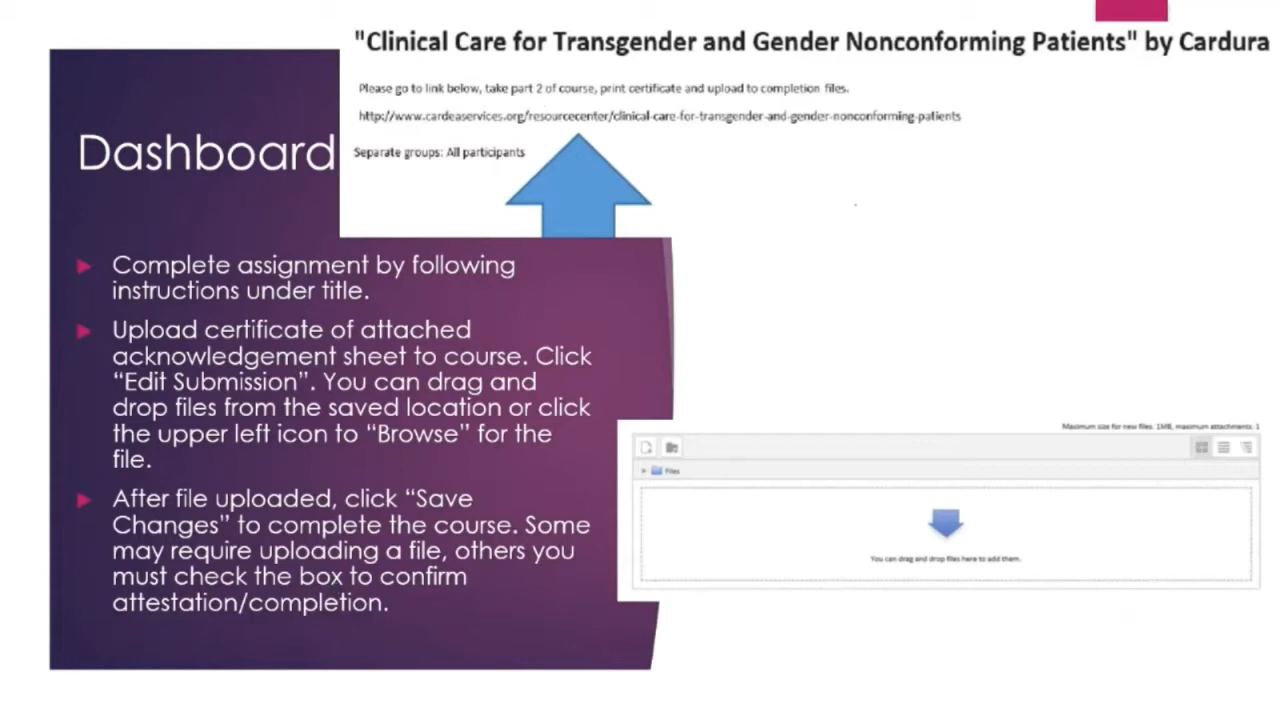 "Clinical Care for Transgender and Gender Nonconforming Patients" by Cardura
Please go to link below, take part 2 of course, print certificate and upload to completion files.
http://www.cardeaservices.org/resourcecenter/clinical-care-for-transgender-and-gender-nonconforming-patients
Separate groups: All participants
Dashboard
Complete assignment by following
instructions under title.
Upload certificate of attached
acknowledgement sheet to course. Click
“Edit Submission”. You can drag and
drop files from the saved location or click
the upper left icon to “Browse” for the
file.
After file uploaded, click “Save
Changes” to complete the course. Some
may require uploading a file, others you
must check the box to confirm
attestation/completion.
Maximum size for new files: 1MB, maximum attachments: 1
Files
You can drag and drop files here to add them.